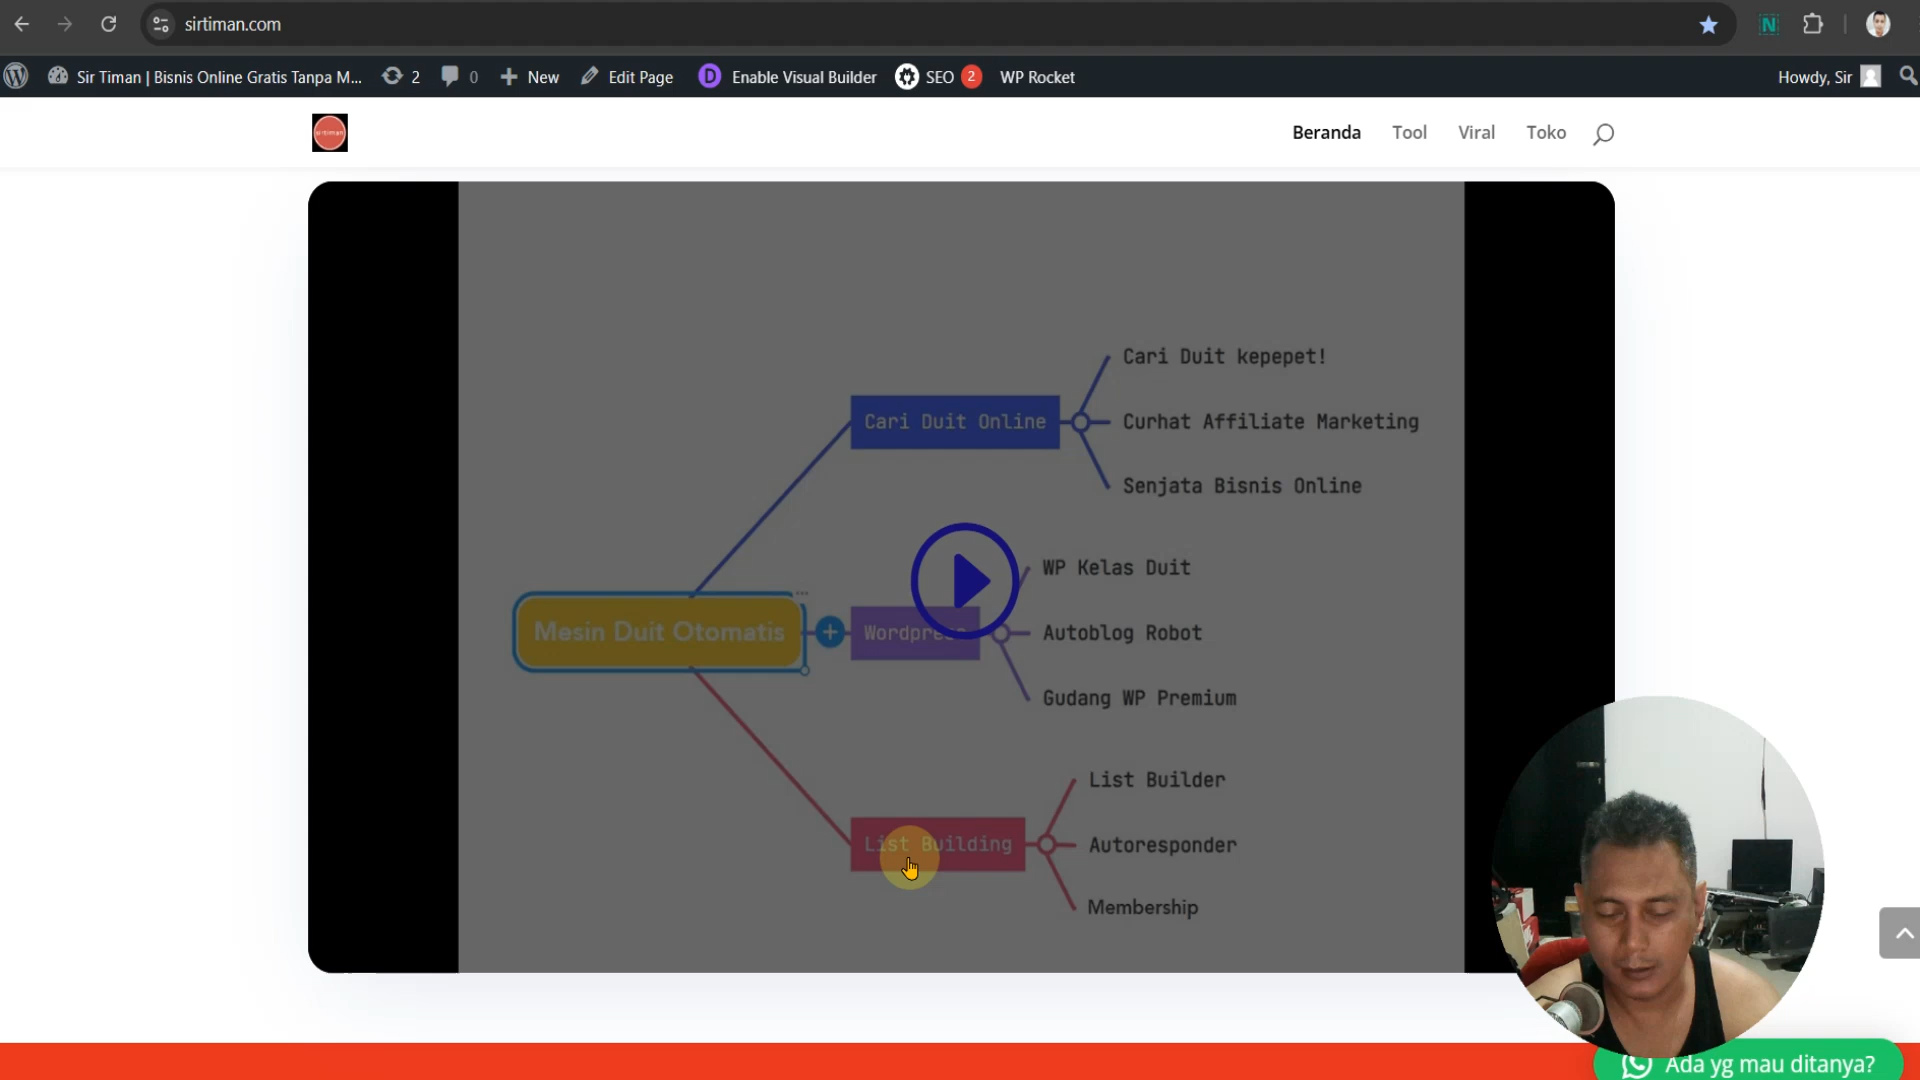 sirtiman.com
N
Sir Timan | Bisnis Online Gratis Tanpa M... 2 0 New Edit Page D Enable Visual Builder SEO 2 WP Rocket Howdy, Sir
Beranda Tool Viral Toko
Cari Duit kepepet!
Cari Duit Online
Curhat Affiliate Marketing
Senjata Bisnis Online
WP Kelas Duit
Mesin Duit Otomatis
Autoblog Robot
Gudang WP Premium
List Builder
List Building
Autoresponder
Membership
Ada yg mau ditanya?